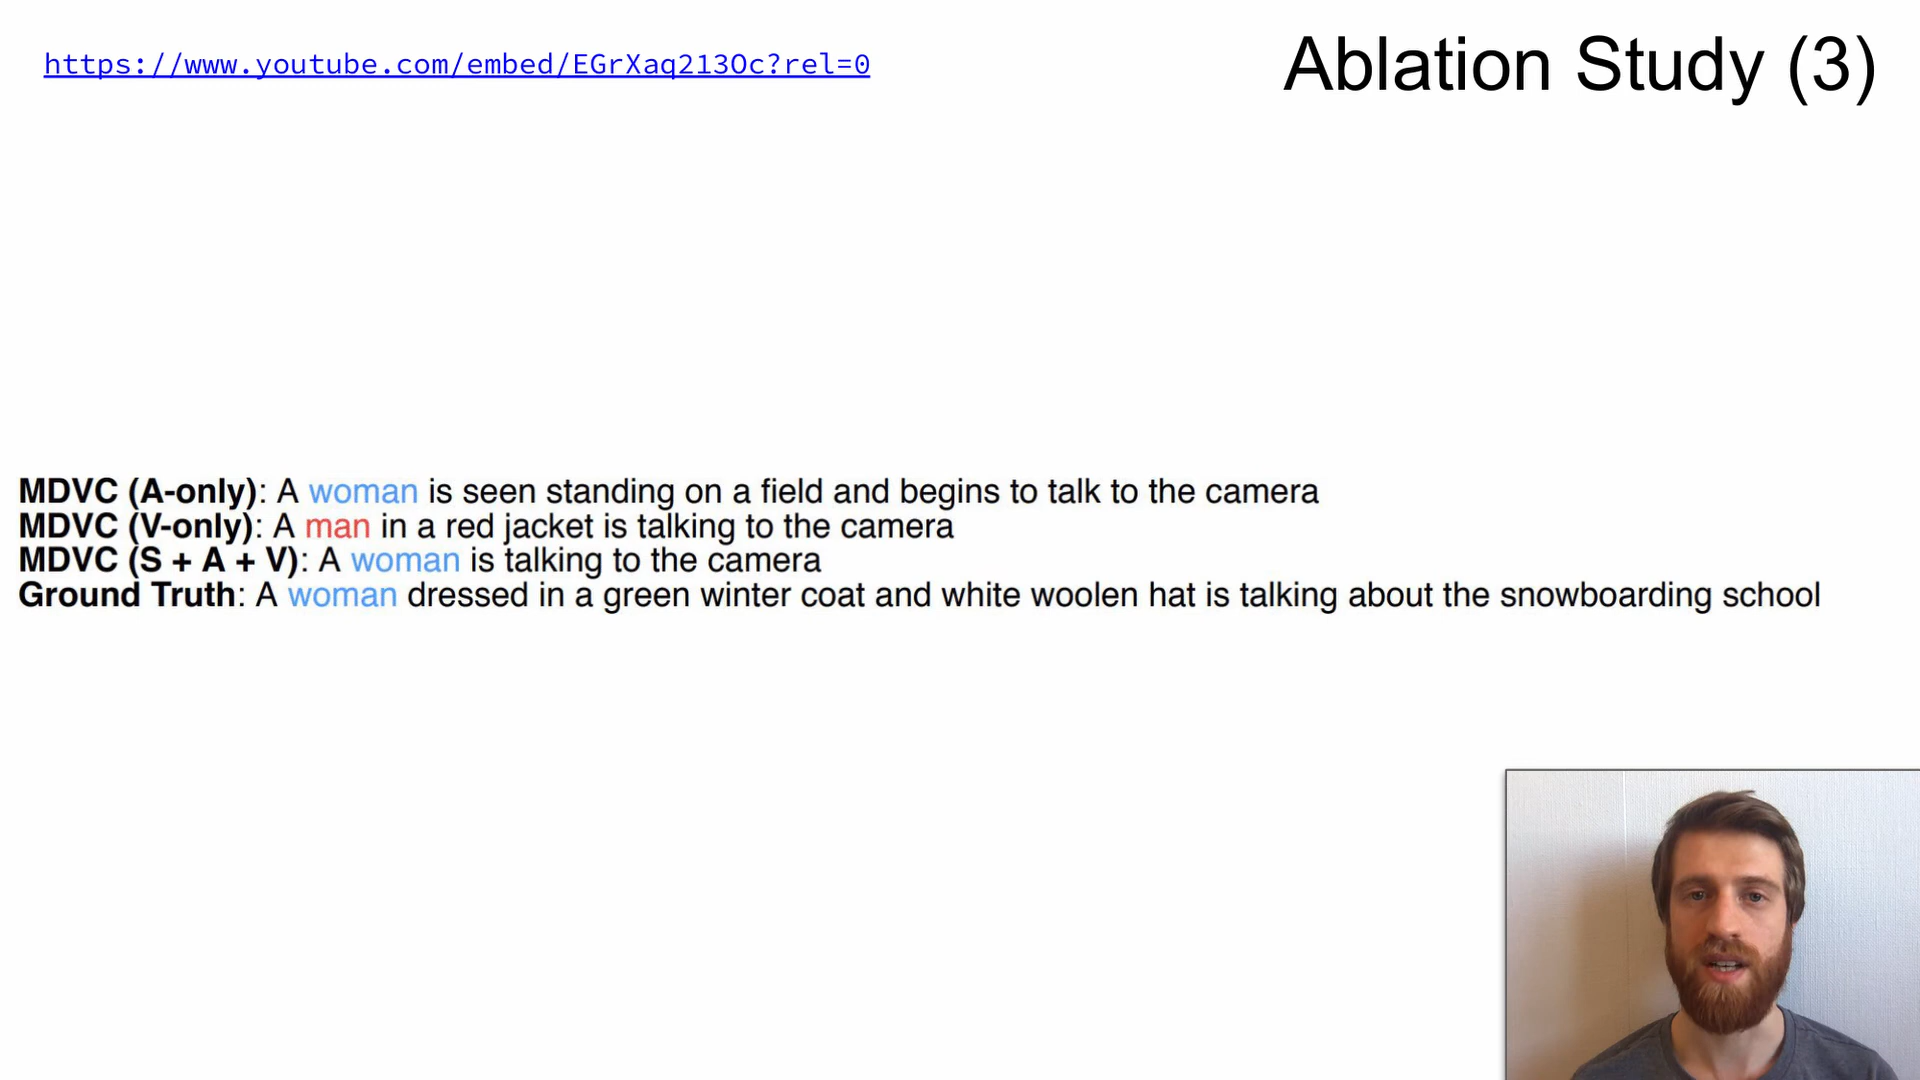 https://www.youtube.com/embed/EGrXaq213Oc?rel=0
Ablation Study (3)
MDVC (A-only): A woman is seen standing on a field and begins to talk to the camera
MDVC (V-only): A man in a red jacket is talking to the camera
MDVC (S + A + V): A woman is talking to the camera
Ground Truth: A woman dressed in a green winter coat and white woolen hat is talking about the snowboarding school